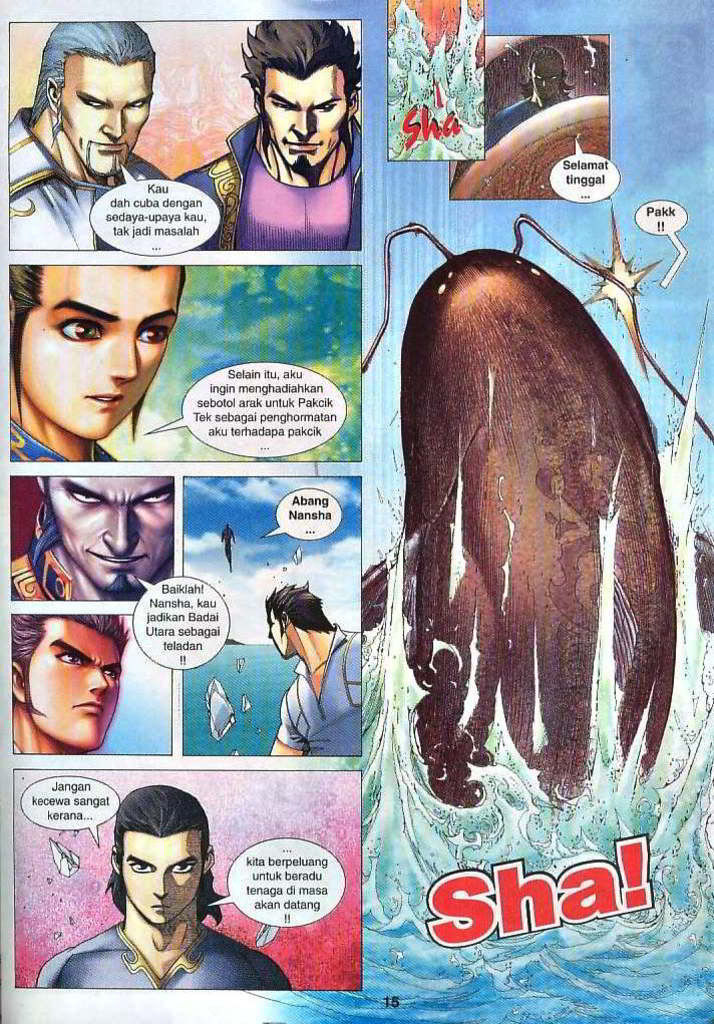 Kau
dah cuba dengan
sedaya-upaya kau,
tak jadi masalah
...
Selain itu, aku
ingin menghadiahkan
sebotol arak untuk Pakcik
Tek sebagai penghormatan
aku terhadapa pakcik
...
Abang
Nansha
...
Baiklah!
Nansha, kau
jadikan Badai
Utara sebagai
teladan
!!
Jangan
kecewa sangat
kerana...
...
kita berpeluang
untuk beradu
tenaga di masa
akan datang
!!
Sha
Selamat
tinggal
...
Pakk
!!
Sha!
15